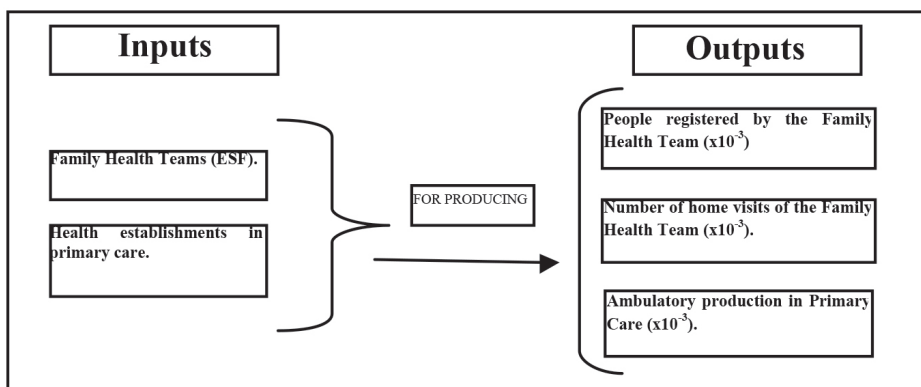 Inputs
Outputs
Family Health Teams (ESF).
Health establishments in
primary care.
FOR PRODUCING
People registered by the Family
Health Team (x10⁻³)
Number of home visits of the Family
Health Team (x10⁻³).
Ambulatory production in Primary
Care (x10⁻³).